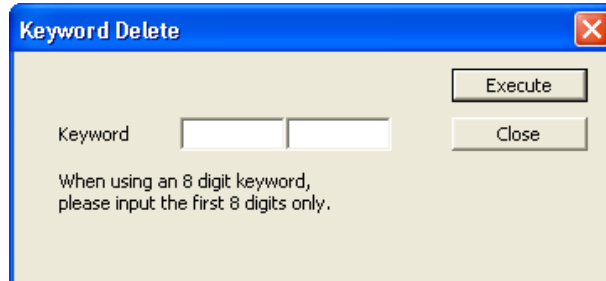 Keyword Delete
Execute
Keyword
Close
When using an 8 digit keyword,
please input the first 8 digits only.